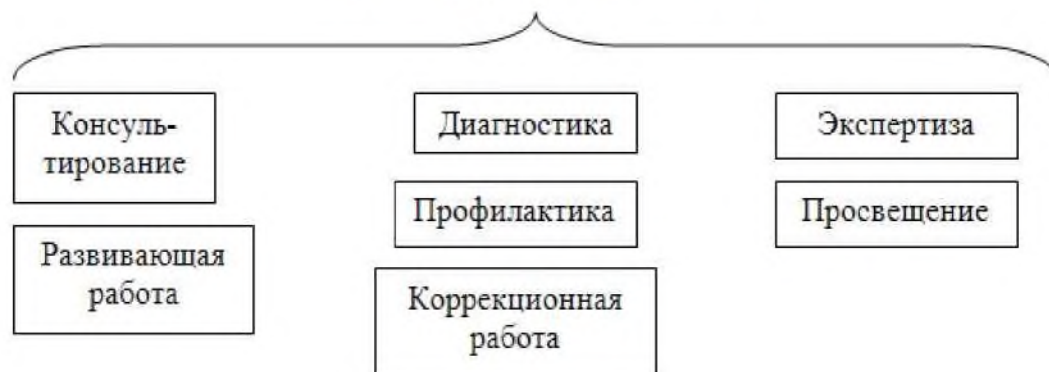 Консуль-
тирование
Развивающая
работа
Диагностика
Профилактика
Коррекционная
работа
Экспертиза
Просвещение